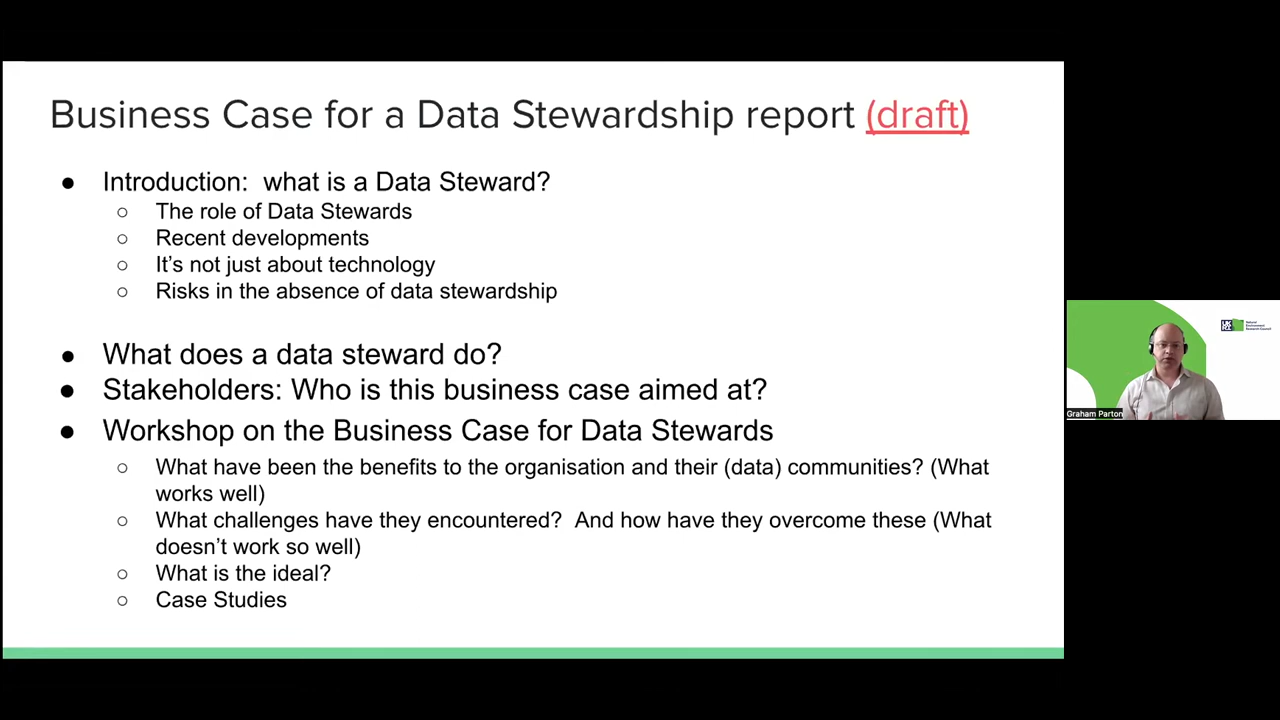 Business Case for a Data Stewardship report (draft)
● Introduction:  what is a Data Steward?
○ The role of Data Stewards
○ Recent developments
○ It's not just about technology
○ Risks in the absence of data stewardship
● What does a data steward do?
● Stakeholders: Who is this business case aimed at?
● Workshop on the Business Case for Data Stewards
○ What have been the benefits to the organisation and their (data) communities? (What
works well)
○ What challenges have they encountered?  And how have they overcome these (What
doesn't work so well)
○ What is the ideal?
○ Case Studies
Natural
Environment
Research Council
Graham Parton